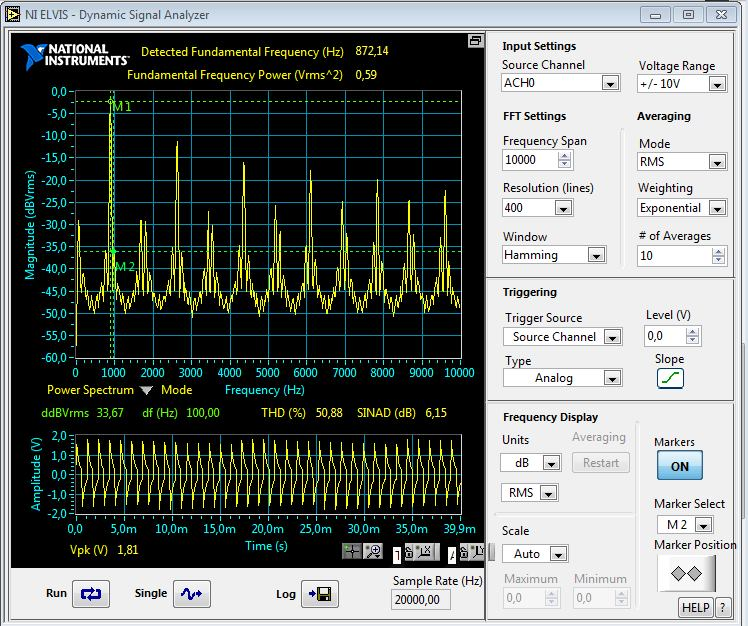 NI ELVIS - Dynamic Signal Analyzer
NATIONAL INSTRUMENTS™
Detected Fundamental Frequency (Hz) 872,14
Fundamental Frequency Power (Vrms^2) 0,59
Magnitude (dBVrms)
0,0
-5,0
-10,0
-15,0
-20,0
-25,0
-30,0
-35,0
-40,0
-45,0
-50,0
-55,0
-60,0
M 1
M 2
0 1000 2000 3000 4000 5000 6000 7000 8000 9000 10000
Power Spectrum Mode Frequency (Hz)
ddBVrms 33,67 df (Hz) 100,00 THD (%) 50,88 SINAD (dB) 6,15
Amplitude (V)
2,0
1,0
0,0
-1,0
-2,0
0,0 5,0m 10,0m 15,0m 20,0m 25,0m 30,0m 35,0m 39,9m
Vpk (V) 1,81 Time (s)
Run Single Log
Sample Rate (Hz)
20000,00
Input Settings
Source Channel Voltage Range
ACH0 +/- 10V
FFT Settings Averaging
Frequency Span Mode
10000 RMS
Resolution (lines) Weighting
400 Exponential
Window # of Averages
Hamming 10
Triggering
Trigger Source Level (V)
Source Channel 0,0
Type Slope
Analog
Frequency Display
Units Averaging Markers
dB Restart ON
RMS Marker Select
M 2
Scale Marker Position
Auto
Maximum Minimum
0,0 0,0
HELP ?